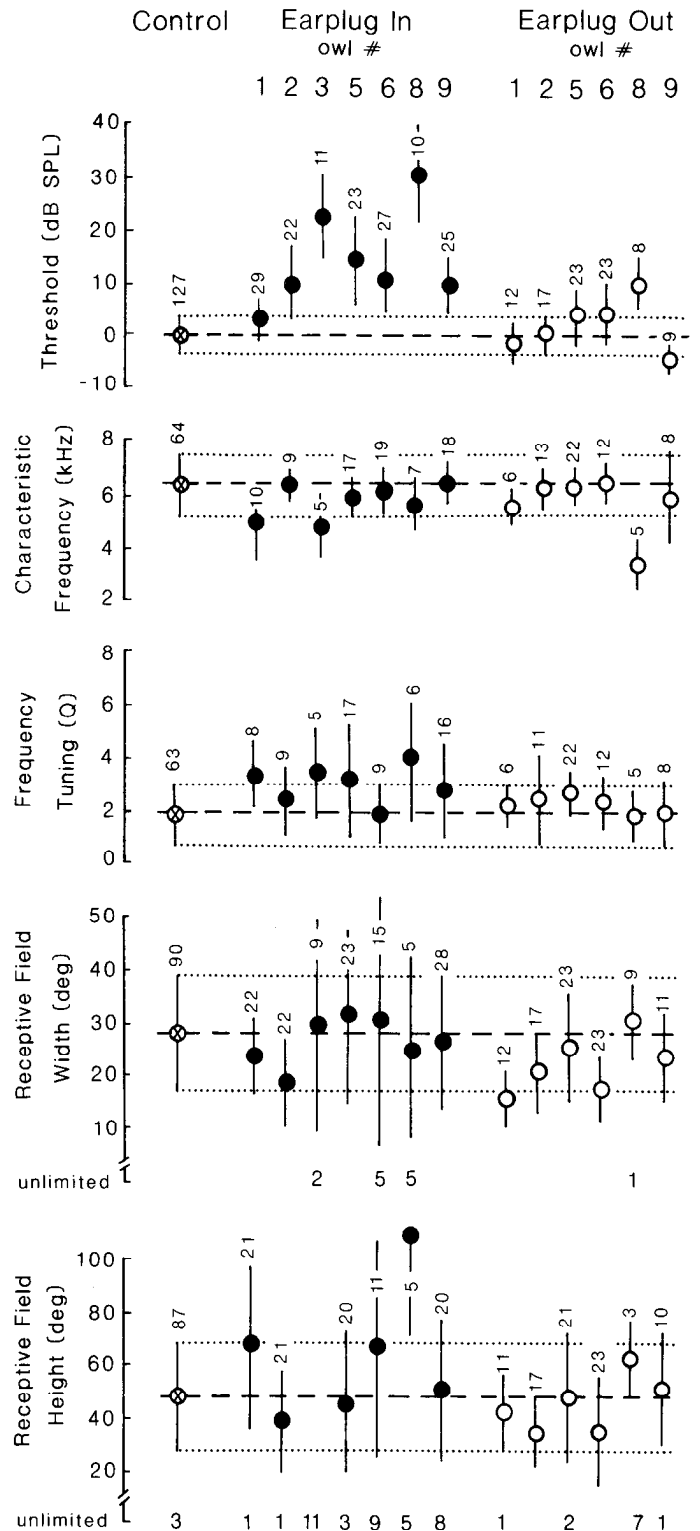 Control Earplug In Earplug Out
owl # owl #
1 2 3 5 6 8 9 1 2 5 6 8 9
Threshold (dB SPL)
40
30
20
10
0
-10
127 29 22 11 23 27 10 25 12 17 23 23 8 9
Characteristic
Frequency (kHz)
8
6
4
2
64 10 9 5 17 19 7 18 6 13 22 12 5 8
Frequency
Tuning (Q)
8
6
4
2
0
63 8 9 5 17 9 6 16 6 11 22 12 5 8
Receptive Field
Width (deg)
50
40
30
20
10
90 22 22 9 23 15 5 28 12 17 23 23 9 11
unlimited 2 5 5 1
Receptive Field
Height (deg)
100
80
60
40
20
87 21 21 20 11 5 20 11 17 21 23 3 10
unlimited 3 1 1 11 3 9 5 8 1 2 7 1